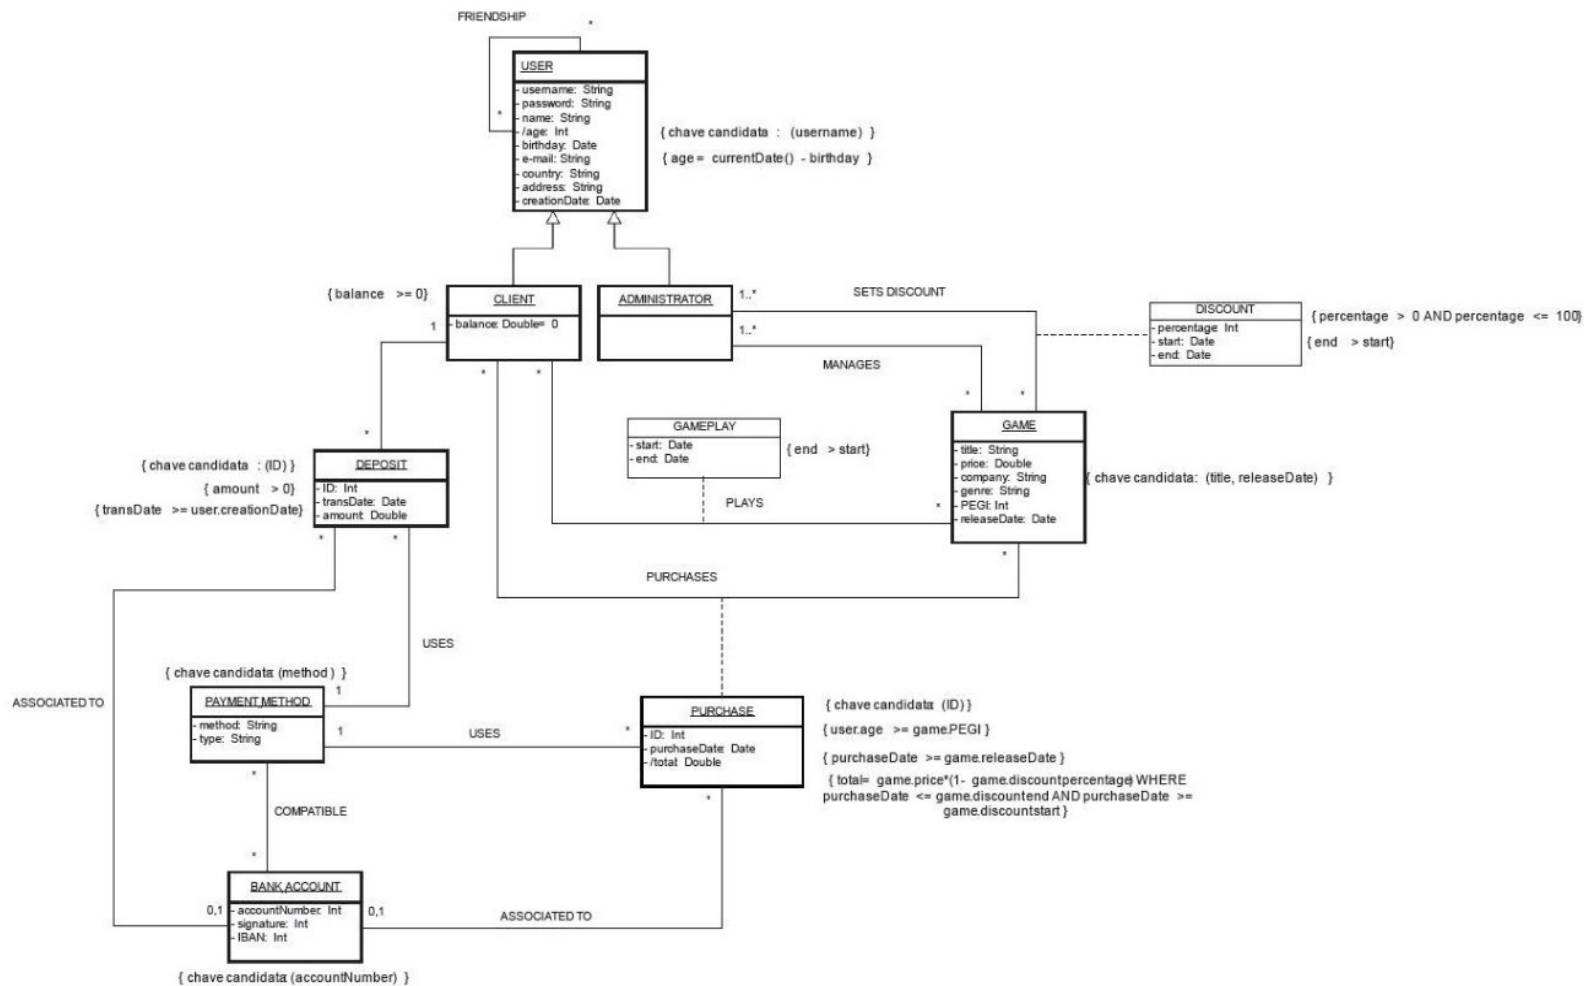 FRIENDSHIP
*
USER
- username: String
- password: String
*
- name: String
- /age: Int
{ chave candidata : (username) }
- birthday: Date
- e-mail: String
{ age = currentDate() - birthday }
- country: String
- address: String
- creationDate: Date
{ balance >= 0}
CLIENT
- balance: Double= 0
1
ADMINISTRATOR
1..*
SETS DISCOUNT
1..*
MANAGES
DISCOUNT
- percentage: Int
- start: Date
- end: Date
{ percentage > 0 AND percentage <= 100}
{ end > start}
*
*
*
*
GAMEPLAY
- start: Date
- end: Date
{ end > start}
GAME
- title: String
- price: Double
- company: String
- genre: String
- PEGI: Int
- releaseDate: Date
{ chave candidata: (title, releaseDate) }
*
{ chave candidata : (ID) }
{ amount > 0}
{ transDate >= user.creationDate}
DEPOSIT
- ID: Int
- transDate: Date
- amount: Double
PLAYS
*
*
*
*
PURCHASES
USES
{ chave candidata: (method ) }
ASSOCIATED TO
PAYMENT_METHOD
- method: String
- type: String
1
1
USES
*
PURCHASE
- ID: Int
- purchaseDate: Date
- /total: Double
{ chave candidata: (ID) }
{ user.age >= game.PEGI }
{ purchaseDate >= game.releaseDate }
{ total= game.price*(1- game.discountpercentage) WHERE
purchaseDate <= game.discountend AND purchaseDate >=
game.discountstart }
*
*
COMPATIBLE
*
BANK_ACCOUNT
0,1
- accountNumber: Int
- signature: Int
- IBAN: Int
0,1
ASSOCIATED TO
{ chave candidata: (accountNumber) }